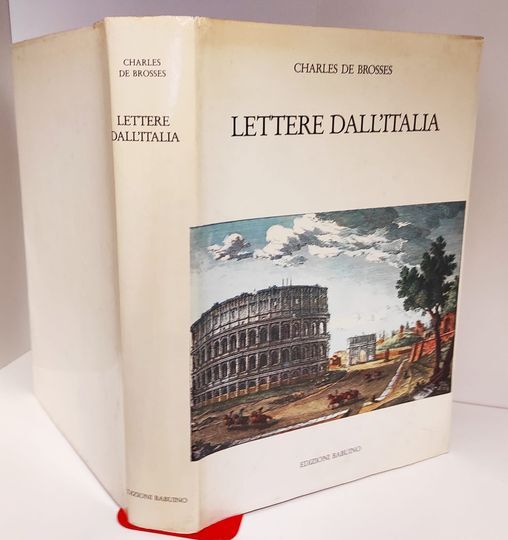 CHARLES
DE BROSSES
LETTERE
DALL'ITALIA
EDIZIONI BABUINO
CHARLES DE BROSSES
LETTERE DALL'ITALIA
EDIZIONI BABUINO